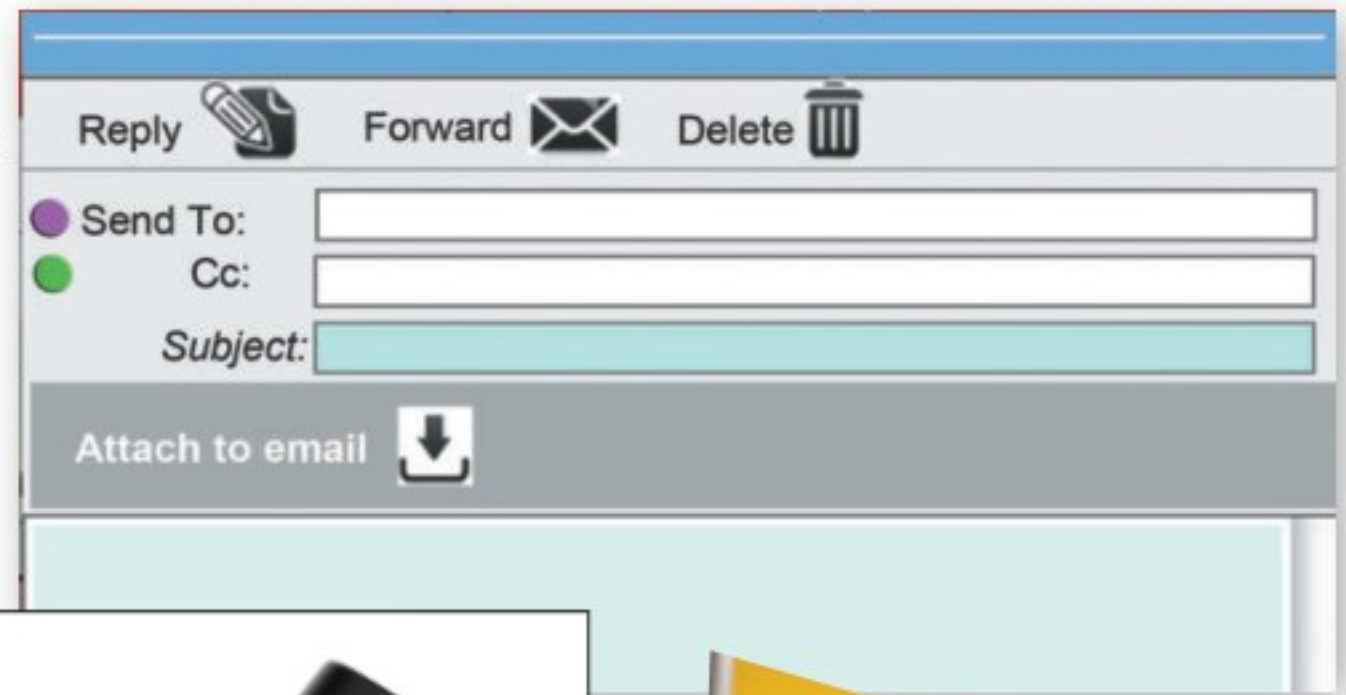 Reply Forward Delete
Send To:
Cc:
Subject:
Attach to email